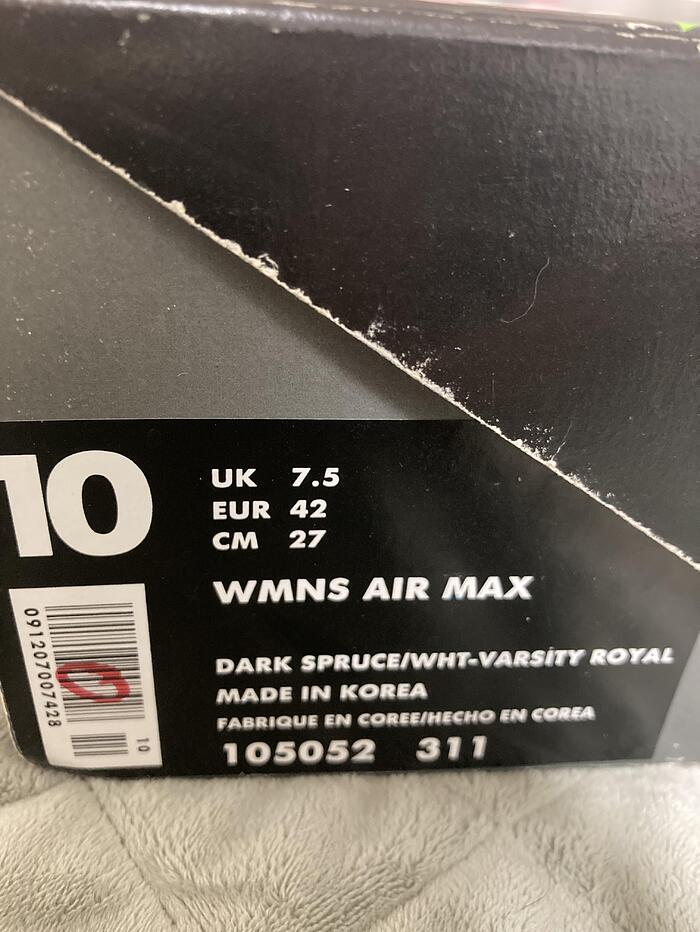 10
UK 7.5
EUR 42
CM 27
WMNS AIR MAX
DARK SPRUCE/WHT-VARSITY ROYAL
MADE IN KOREA
FABRIQUE EN COREE/HECHO EN COREA
105052 311
091207007428
10